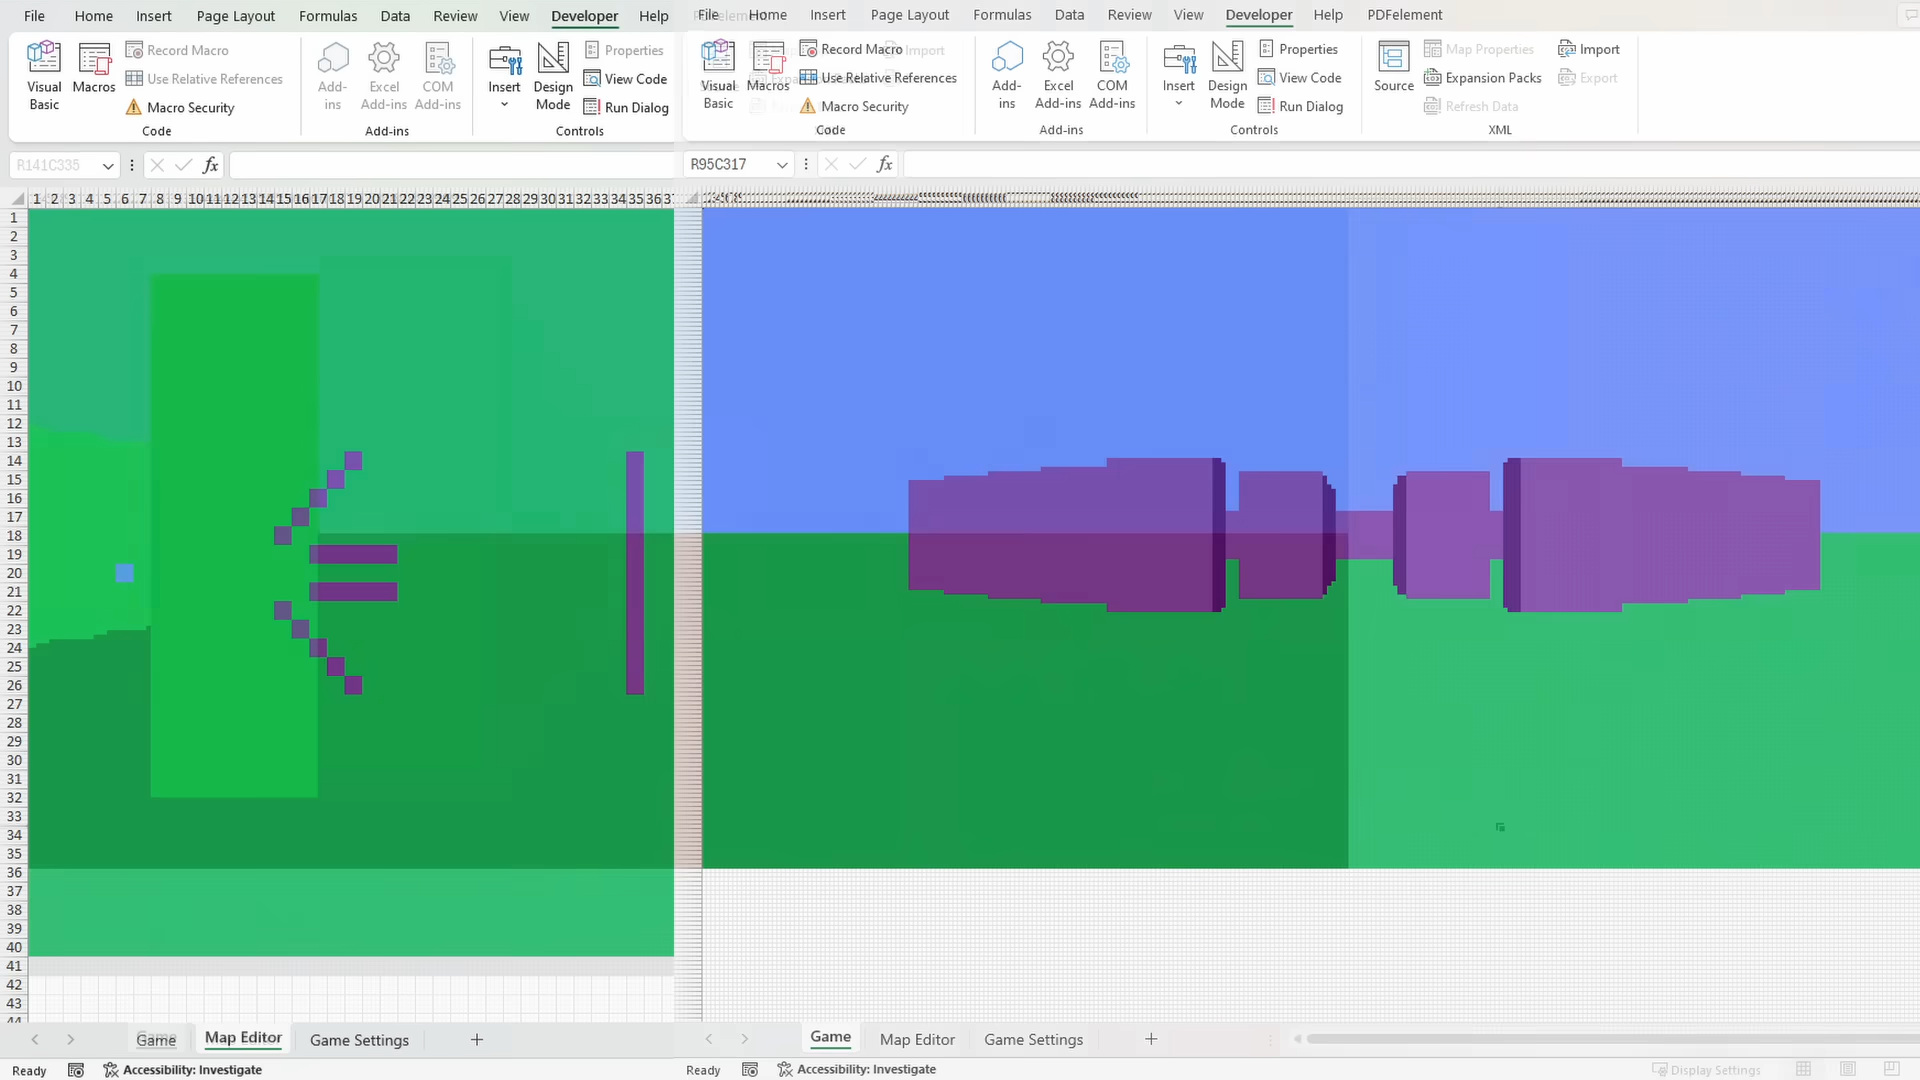 File Home Insert Page Layout Formulas Data Review View Developer Help
File Home Insert Page Layout Formulas Data Review View Developer Help PDFelement
Visual Basic
Macros
Record Macro
Use Relative References
Macro Security
Code
Add-ins
Excel Add-ins
COM Add-ins
Add-ins
Insert
Design Mode
Properties
View Code
Run Dialog
Controls
Visual Basic
Macros
Record Macro
Use Relative References
Macro Security
Code
Import
Add-ins
Excel Add-ins
COM Add-ins
Add-ins
Insert
Design Mode
Properties
View Code
Run Dialog
Controls
Source
Map Properties
Expansion Packs
Refresh Data
Import
Export
XML
R141C335
fx
R95C317
fx
1 2 3 4 5 6 7 8 9 10 11 12 13 14 15 16 17 18 19 20 21 22 23 24 25 26 27 28 29 30 31 32 33 34 35 36
1
2
3
4
5
6
7
8
9
10
11
12
13
14
15
16
17
18
19
20
21
22
23
24
25
26
27
28
29
30
31
32
33
34
35
36
37
38
39
40
41
42
43
Game Map Editor Game Settings +
Game Map Editor Game Settings +
Ready Accessibility: Investigate
Ready Accessibility: Investigate Display Settings